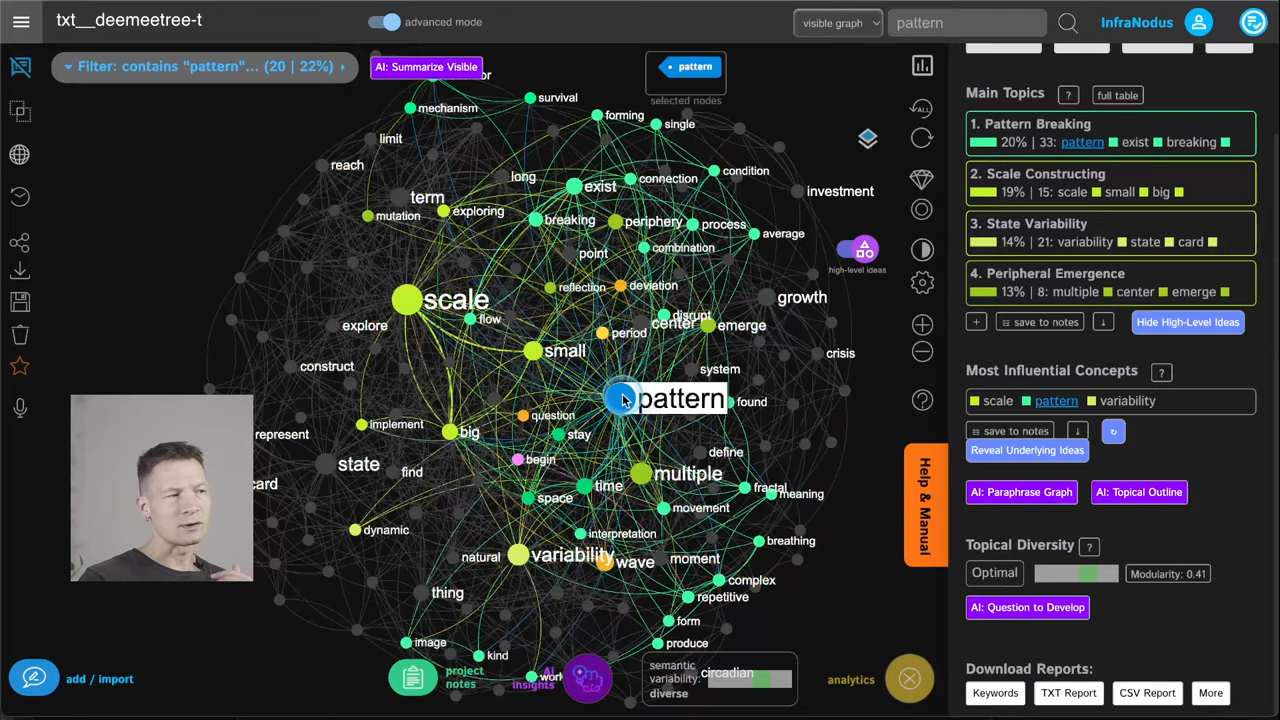 txt__deemeetree-t
advanced mode
visible graph
pattern
InfraNodus
Filter: contains "pattern"... (20 | 22%)
AI: Summarize Visible
pattern
selected nodes
mechanism
survival
forming
single
limit
reach
long
connection
condition
investment
term
exist
mutation
exploring
breaking
periphery
process
average
point
combination
high-level ideas
reflection
deviation
scale
growth
flow
disrupt
explore
period
center
emerge
small
crisis
construct
system
pattern
found
question
implement
big
stay
represent
begin
define
state
find
multiple
card
time
fractal
space
meaning
movement
dynamic
interpretation
breathing
natural
variability
wave
moment
complex
thing
repetitive
form
image
produce
kind
work
circadian
add / import
project
notes
AI
insights
semantic
variability:
diverse
analytics
Help & Manual
Main Topics
?
full table
1. Pattern Breaking
20% | 33: pattern exist breaking
2. Scale Constructing
19% | 15: scale small big
3. State Variability
14% | 21: variability state card
4. Peripheral Emergence
13% | 8: multiple center emerge
+
save to notes
↓
Hide High-Level Ideas
Most Influential Concepts
?
scale pattern variability
save to notes
↓
↻
Reveal Underlying Ideas
AI: Paraphrase Graph
AI: Topical Outline
Topical Diversity
?
Optimal
Modularity: 0.41
AI: Question to Develop
Download Reports:
Keywords
TXT Report
CSV Report
More